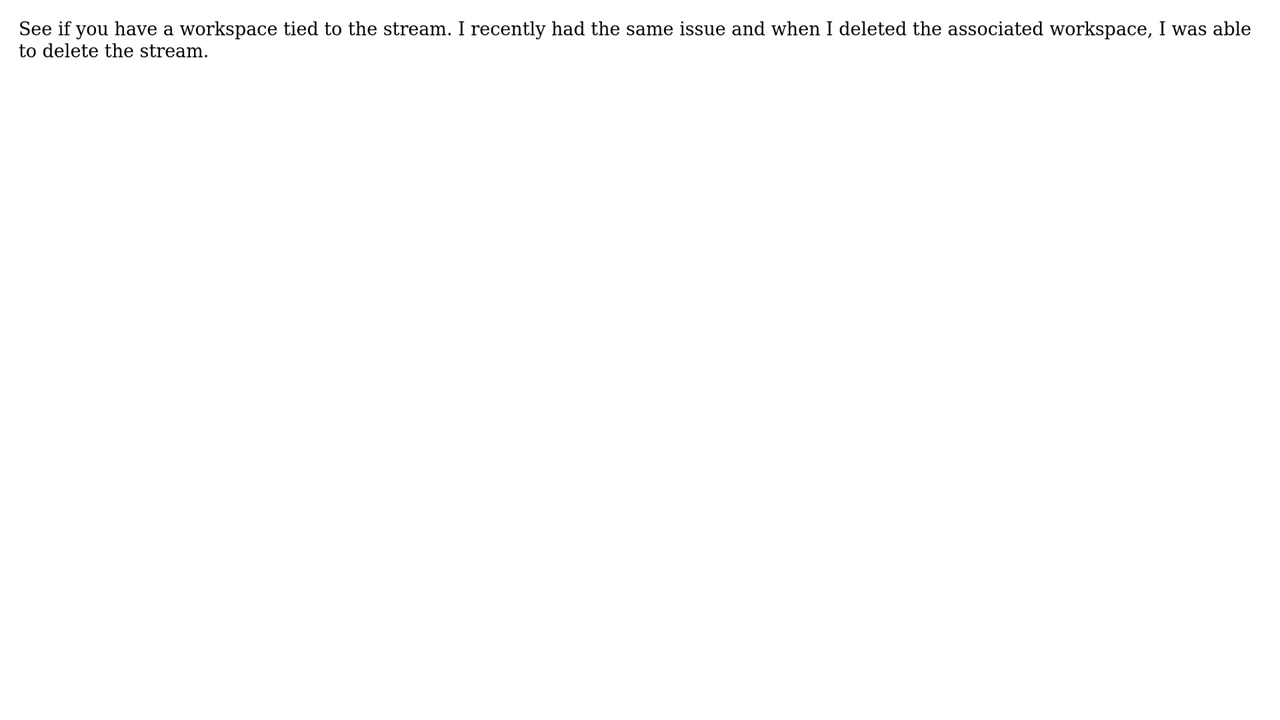 See if you have a workspace tied to the stream. I recently had the same issue and when I deleted the associated workspace, I was able
to delete the stream.